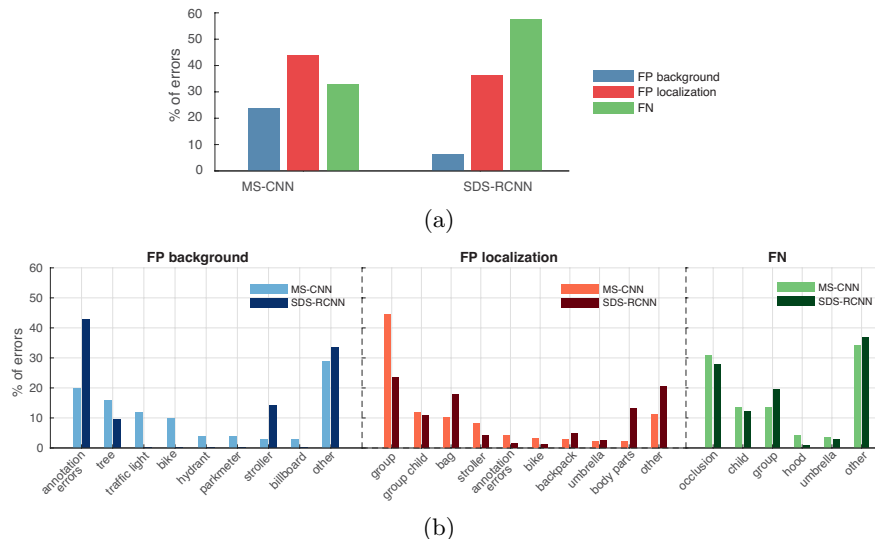 60
50
40
30
20
10
0
% of errors
MS-CNN
SDS-RCNN
FP background
FP localization
FN
(a)
FP background
FP localization
FN
60
50
40
30
20
10
0
% of errors
MS-CNN
SDS-RCNN
MS-CNN
SDS-RCNN
MS-CNN
SDS-RCNN
annotation
errors
tree
traffic light
bike
hydrant
parkmeter
stroller
billboard
other
group
group child
bag
stroller
annotation
errors
bike
backpack
umbrella
body parts
other
occlusion
child
group
hood
umbrella
other
(b)